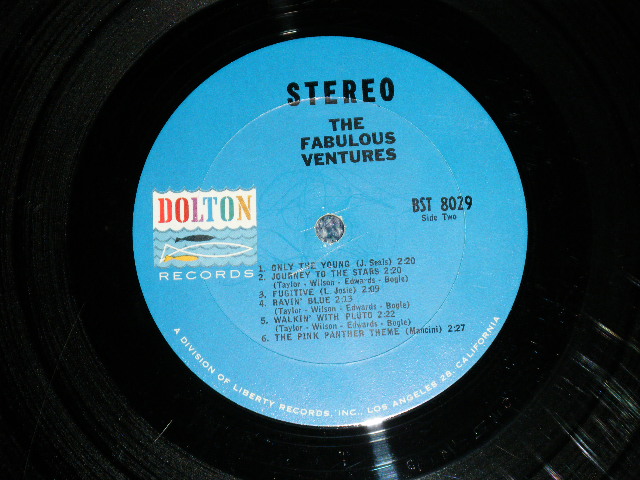 STEREO
THE
FABULOUS
VENTURES
DOLTON
RECORDS
BST 8029
Side Two
1. ONLY THE YOUNG (J. Seals) 2:20
2. JOURNEY TO THE STARS 2:20
(Taylor - Wilson - Edwards - Bogle)
3. FUGITIVE (L. Josie) 2:09
4. RAVIN' BLUE 2:13
(Taylor - Wilson - Edwards - Bogle)
5. WALKIN' WITH PLUTO 2:22
(Taylor - Wilson - Edwards - Bogle)
6. THE PINK PANTHER THEME (Mancini) 2:27
A DIVISION OF LIBERTY RECORDS, INC., LOS ANGELES 28, CALIFORNIA